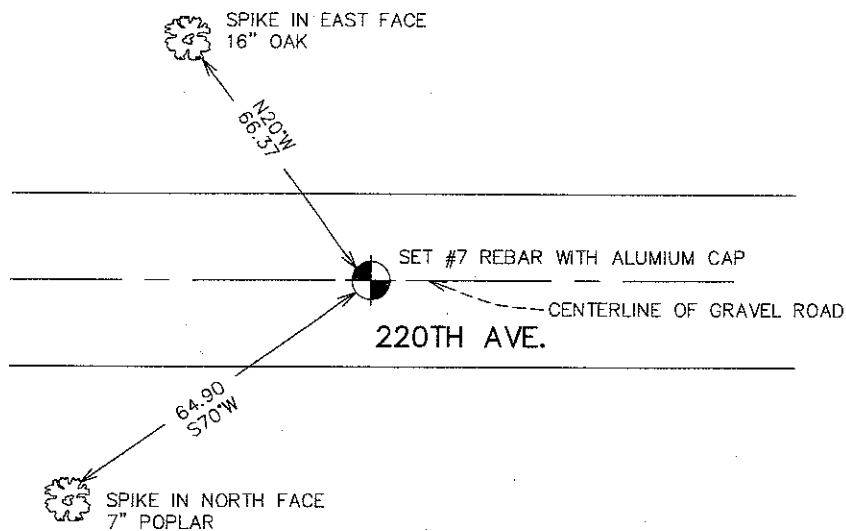 SPIKE IN EAST FACE
16" OAK
N20°W
66.37
SET #7 REBAR WITH ALUMIUM CAP
CENTERLINE OF GRAVEL ROAD
220TH AVE.
64.90
S70°W
SPIKE IN NORTH FACE
7" POPLAR